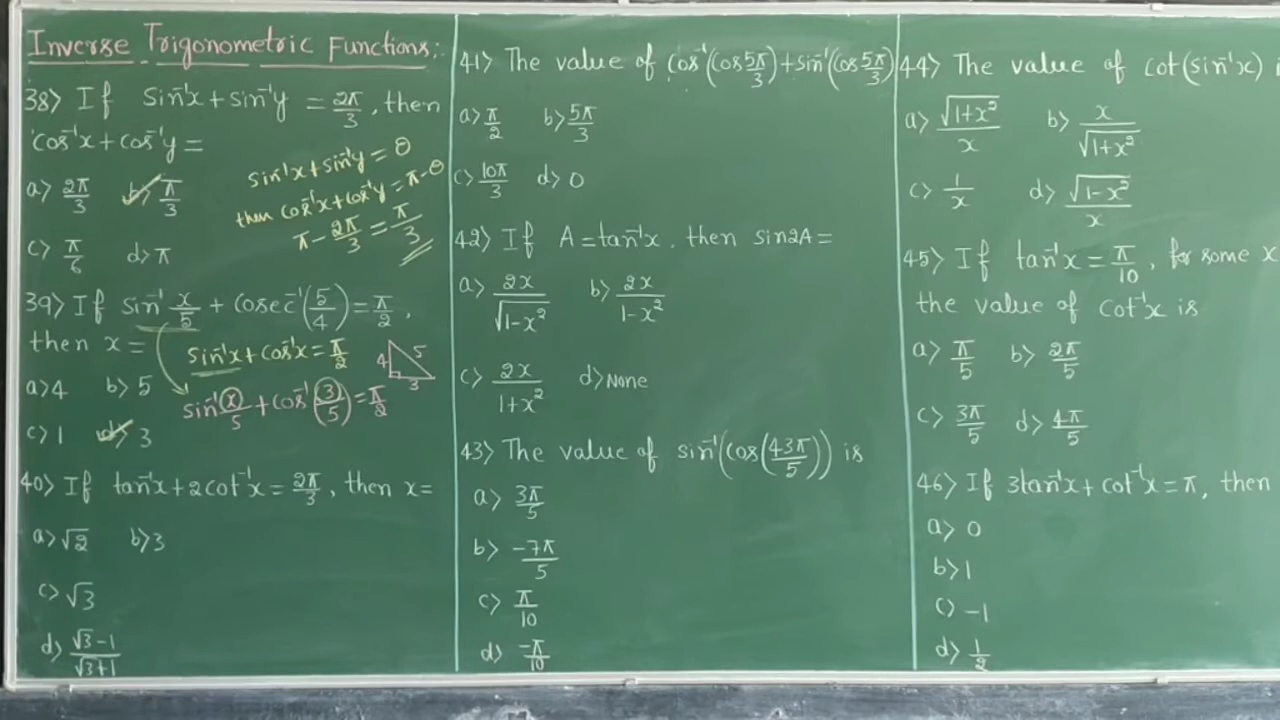 Inverse Trigonometric Functions:
38) If sin⁻¹x + sin⁻¹y = 2π/3, then
cos⁻¹x + cos⁻¹y =
a) 2π/3 b) π/3
c) π/6 d) π
sin⁻¹x + sin⁻¹y = θ
then cos⁻¹x + cos⁻¹y = π - θ
π - 2π/3 = π/3
39) If sin⁻¹ x/5 + cosec⁻¹(5/4) = π/2,
then x =
sin⁻¹x + cos⁻¹x = π/2
4 5
3
a) 4 b) 5
sin⁻¹ x/5 + cos⁻¹(3/5) = π/2
c) 1 d) 3
40) If tan⁻¹x + 2cot⁻¹x = 2π/3, then x =
a) √2 b) 3
c) √3
d) √3-1/√3+1
41) The value of cos⁻¹(cos 5π/3) + sin⁻¹(cos 5π/3)
a) π/2 b) 5π/3
c) 10π/3 d) 0
42) If A = tan⁻¹x, then sin2A =
a) 2x/√1-x² b) 2x/1-x²
c) 2x/1+x² d) None
43) The value of sin⁻¹(cos(43π/5)) is
a) 3π/5
b) -7π/5
c) π/10
d) -π/10
44) The value of cot(sin⁻¹x)
a) √1+x²/x b) x/√1+x²
c) 1/x d) √1-x²/x
45) If tan⁻¹x = π/10, for some x
the value of cot⁻¹x is
a) π/5 b) 2π/5
c) 3π/5 d) 4π/5
46) If 3tan⁻¹x + cot⁻¹x = π, then
a) 0
b) 1
c) -1
d) 1/2